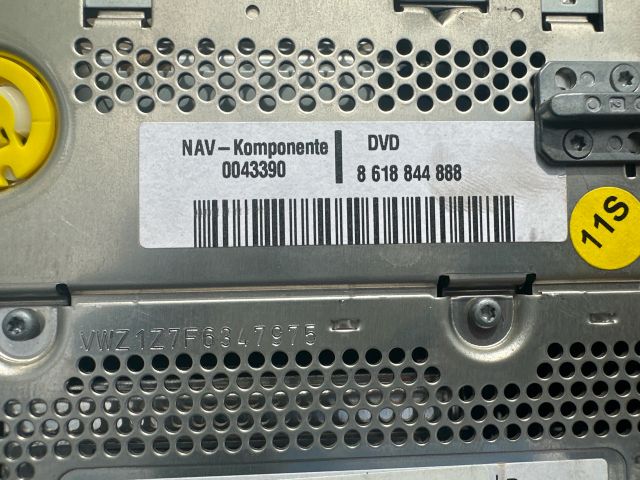 NAV-Komponente
0043390
DVD
8 618 844 888
11S
VWZ1Z7F6347975